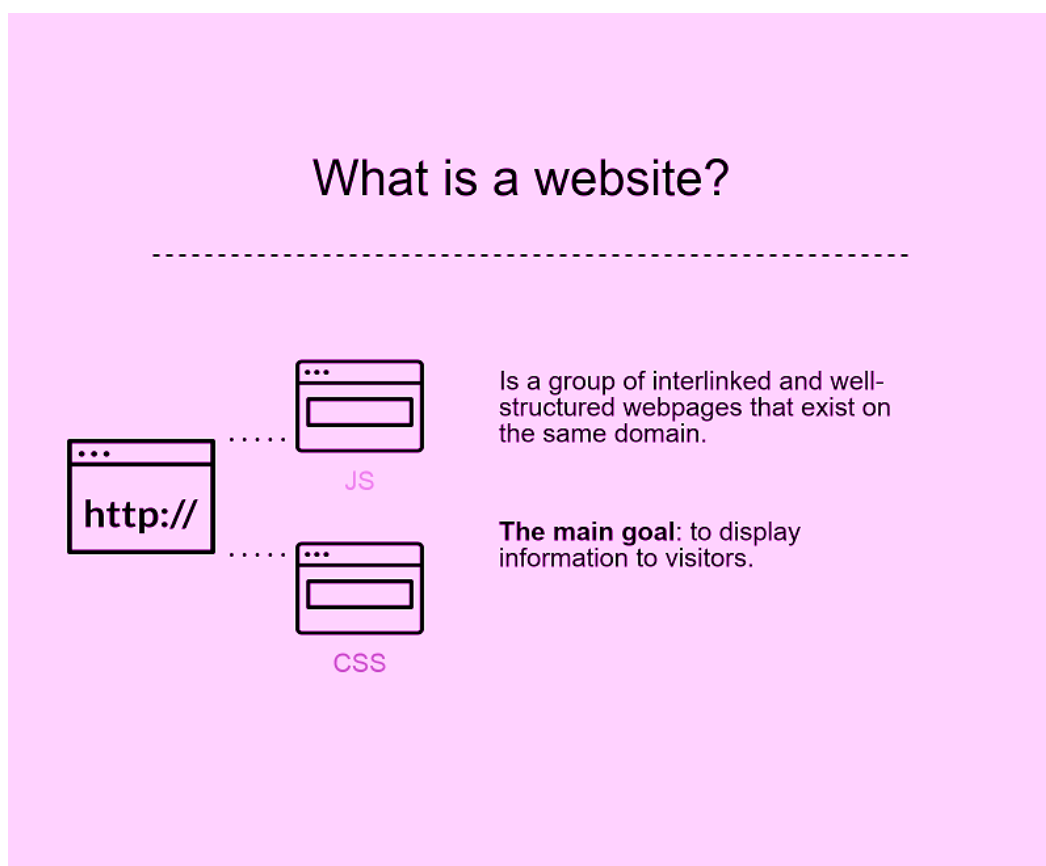 What is a website?
http://
JS
CSS
Is a group of interlinked and well-
structured webpages that exist on
the same domain.
The main goal: to display
information to visitors.